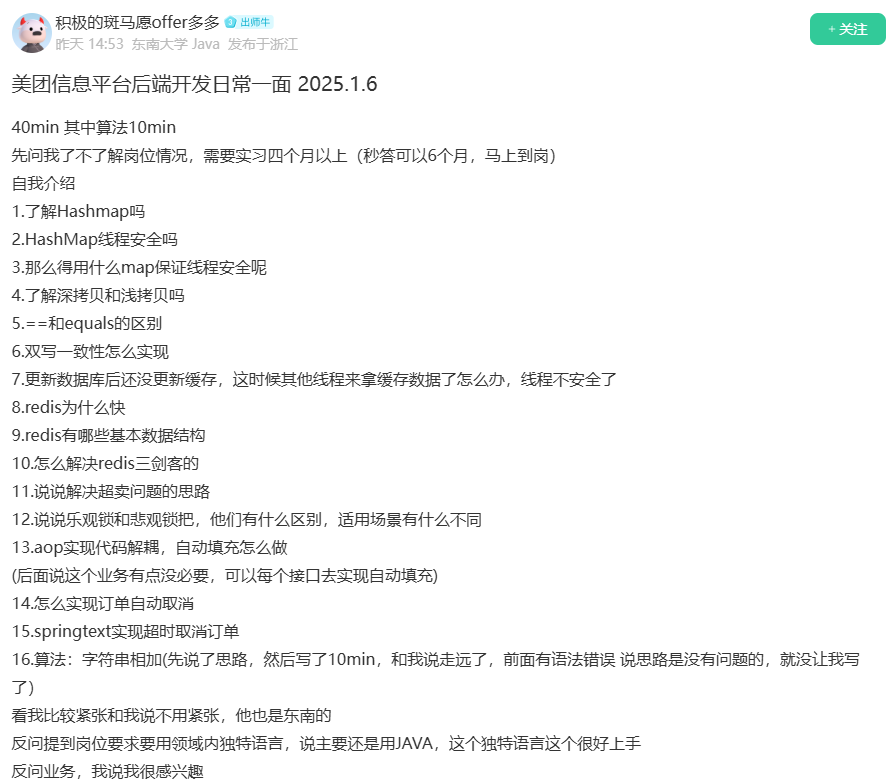 积极的斑马愿offer多多 3 出师牛
昨天 14:53 东南大学 Java 发布于浙江
+ 关注
美团信息平台后端开发日常一面 2025.1.6
40min 其中算法10min
先问我了不了解岗位情况，需要实习四个月以上（秒答可以6个月，马上到岗）
自我介绍
1.了解Hashmap吗
2.HashMap线程安全吗
3.那么得用什么map保证线程安全呢
4.了解深拷贝和浅拷贝吗
5.==和equals的区别
6.双写一致性怎么实现
7.更新数据库后还没更新缓存，这时候其他线程来拿缓存数据了怎么办，线程不安全了
8.redis为什么快
9.redis有哪些基本数据结构
10.怎么解决redis三剑客的
11.说说解决超卖问题的思路
12.说说乐观锁和悲观锁把，他们有什么区别，适用场景有什么不同
13.aop实现代码解耦，自动填充怎么做
(后面说这个业务有点没必要，可以每个接口去实现自动填充)
14.怎么实现订单自动取消
15.springtext实现超时取消订单
16.算法：字符串相加(先说了思路，然后写了10min，和我说走远了，前面有语法错误 说思路是没有问题的，就没让我写
了)
看我比较紧张和我说不用紧张，他也是东南的
反问提到岗位要求要用领域内独特语言，说主要还是用JAVA，这个独特语言这个很好上手
反问业务，我说我很感兴趣